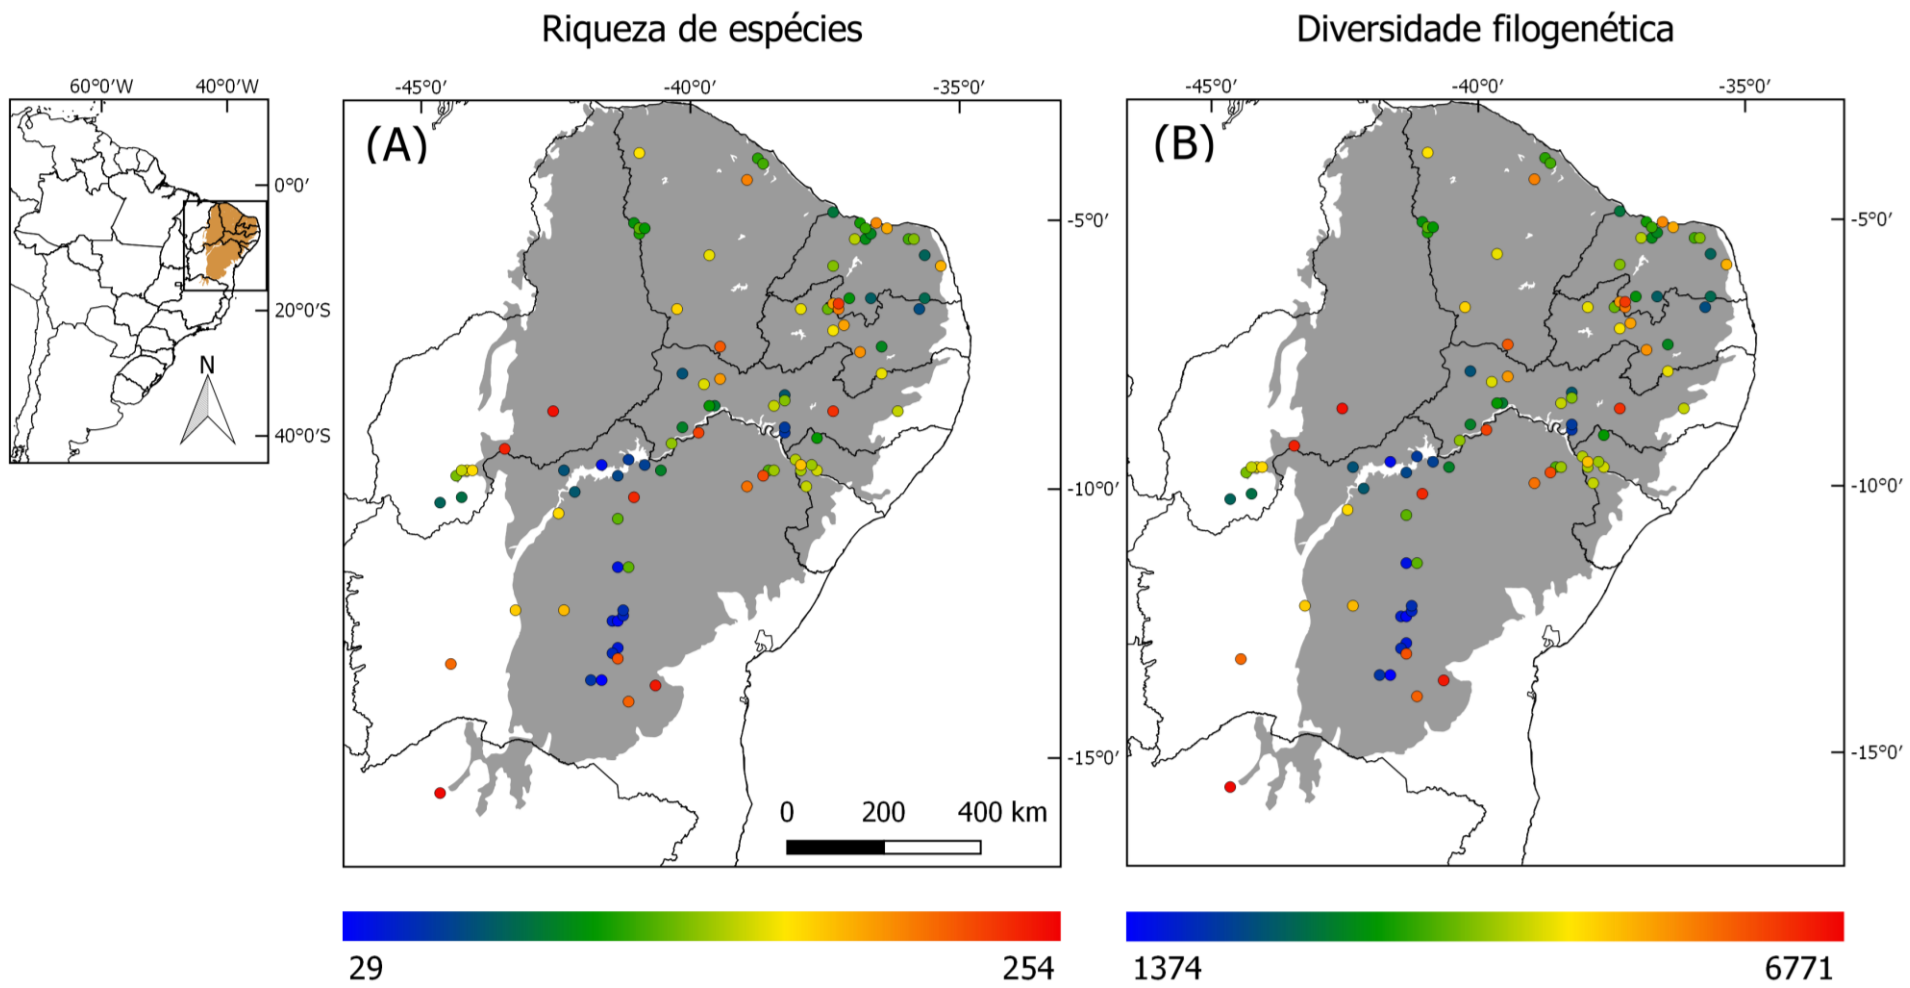 Riqueza de espécies
Diversidade filogenética
60°0′W 40°0′W
0°0′
20°0′S
40°0′S
N
-45°0′ -40°0′ -35°0′
(A)
-5°0′
-10°0′
-15°0′
0 200 400 km
29 254
-45°0′ -40°0′ -35°0′
(B)
-5°0′
-10°0′
-15°0′
1374 6771